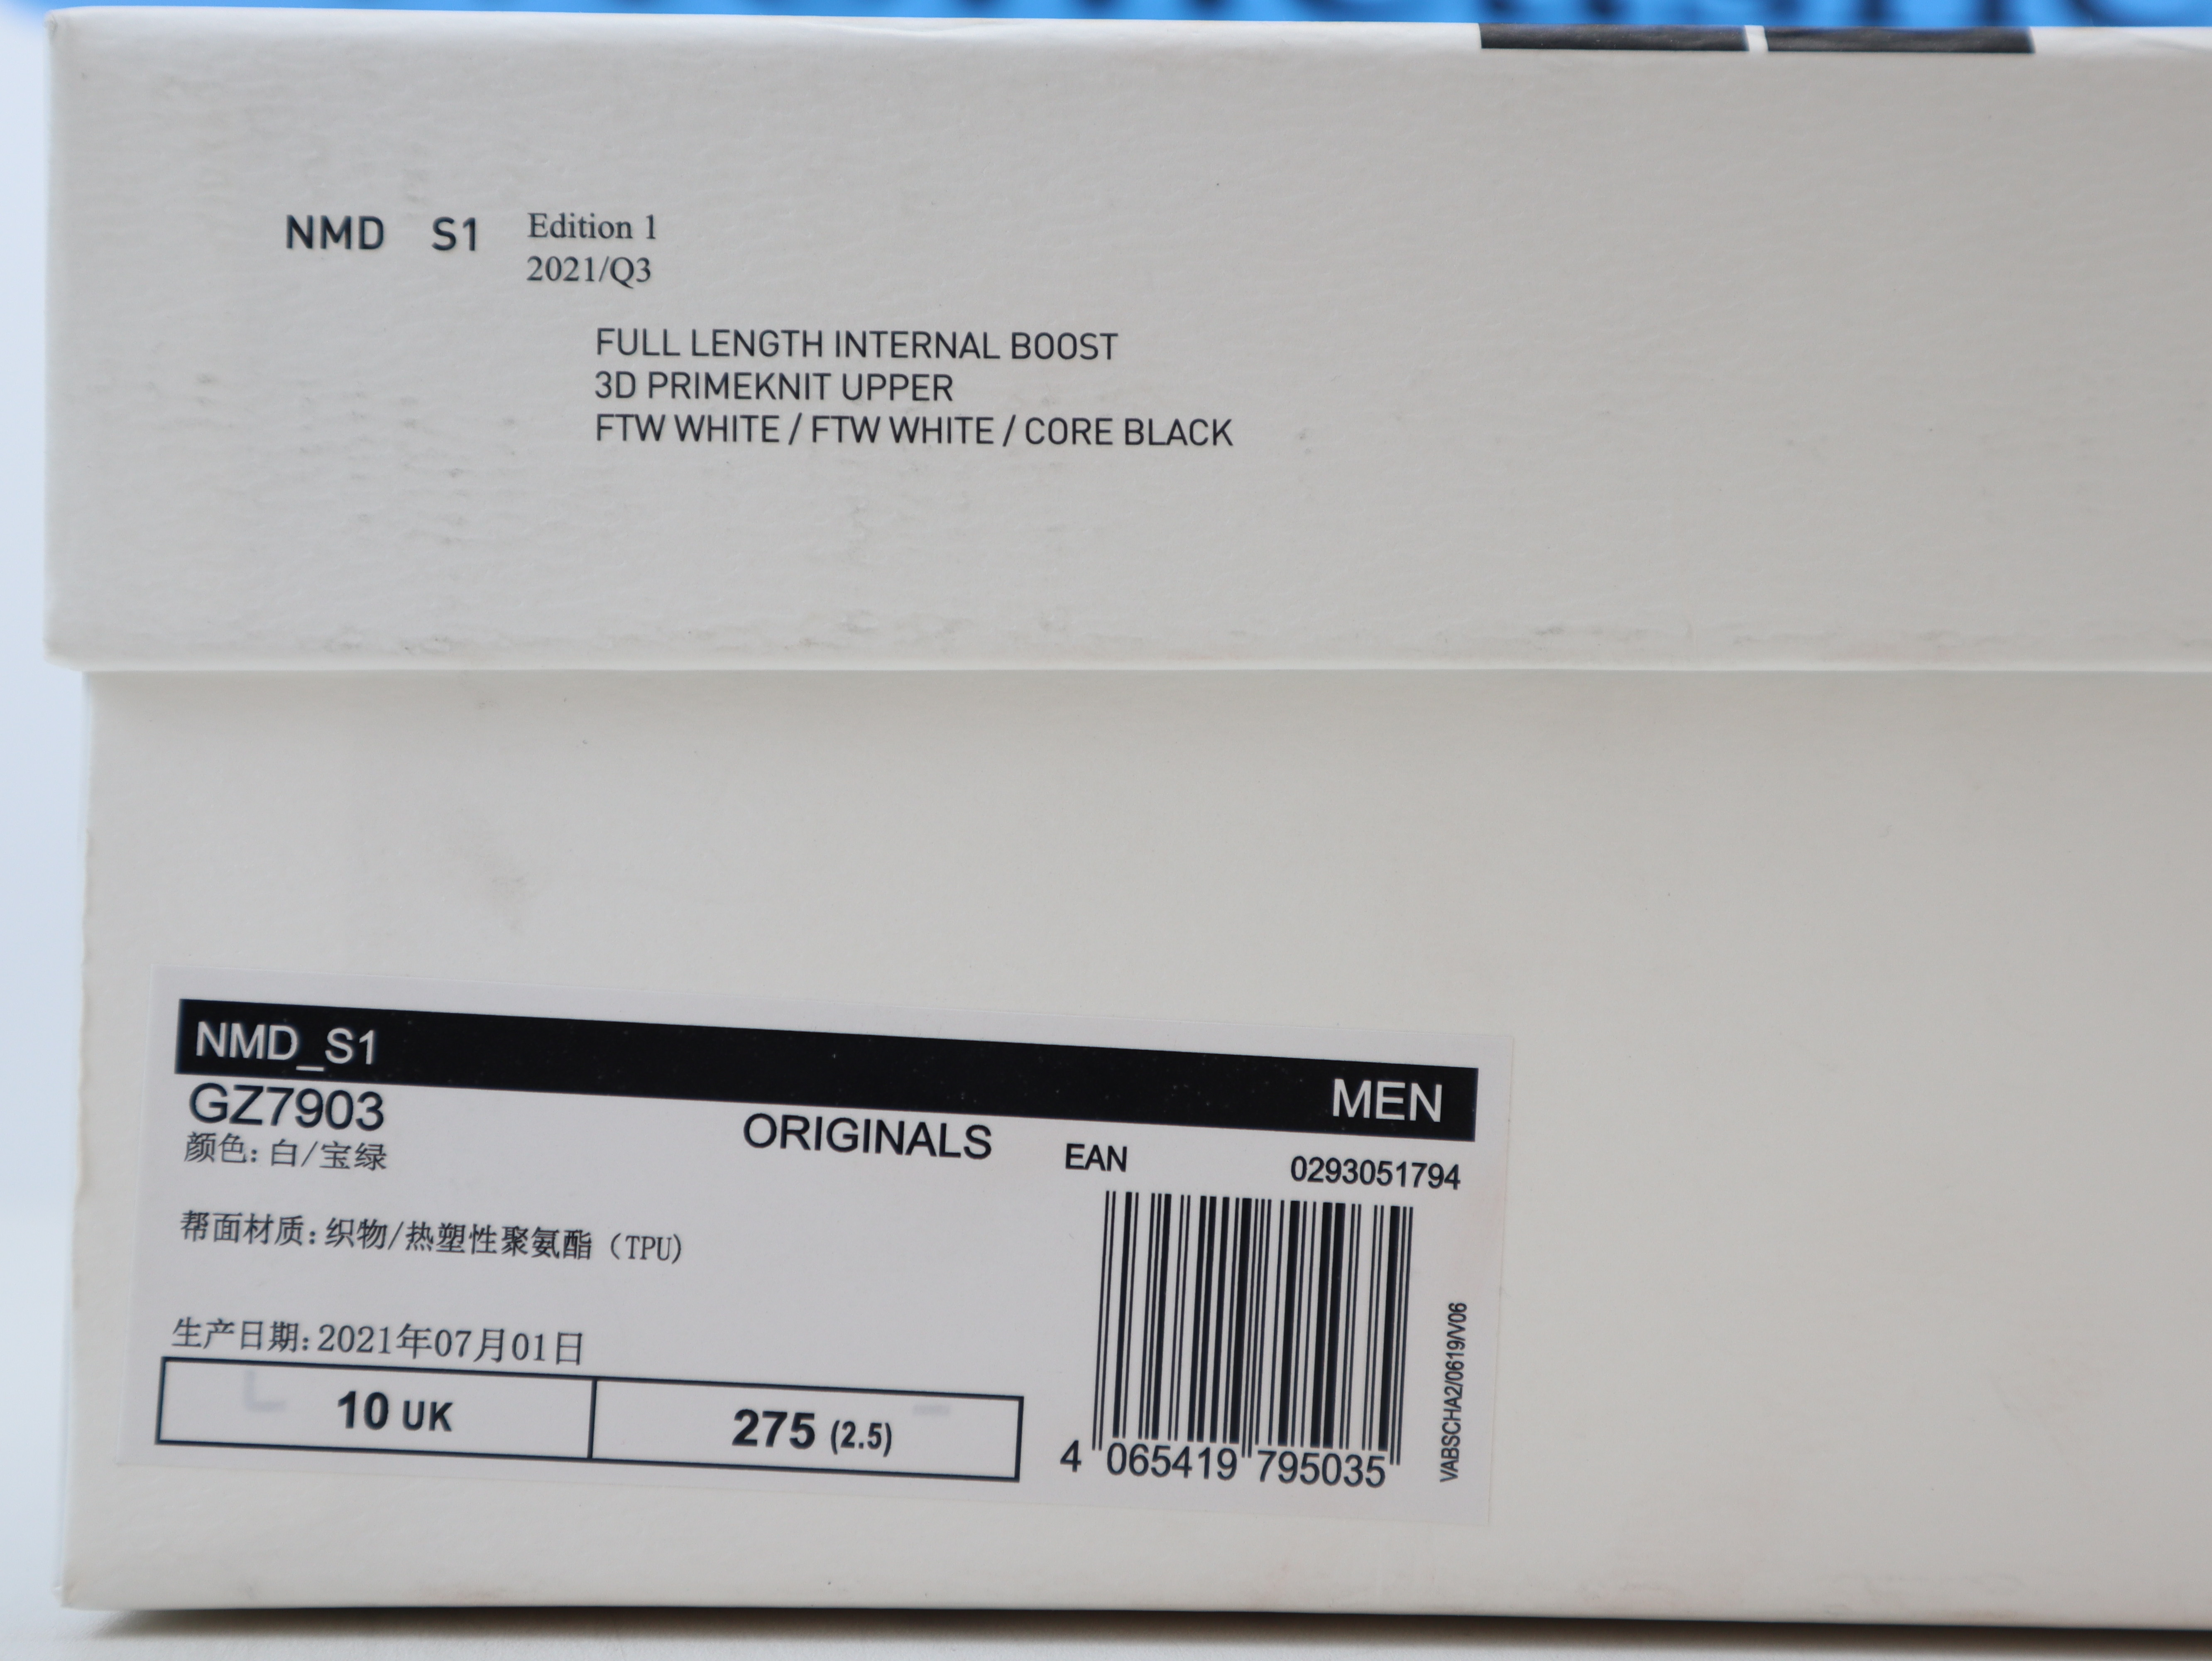 NMD S1 Edition 1
2021/Q3
FULL LENGTH INTERNAL BOOST
3D PRIMEKNIT UPPER
FTW WHITE / FTW WHITE / CORE BLACK
NMD_S1
MEN
GZ7903
ORIGINALS
颜色: 白/宝绿
EAN
0293051794
帮面材质: 织物/热塑性聚氨酯（TPU)
生产日期: 2021年07月01日
10 UK
275 (2.5)
4 065419 795035
VABSCHA2/0619/V06